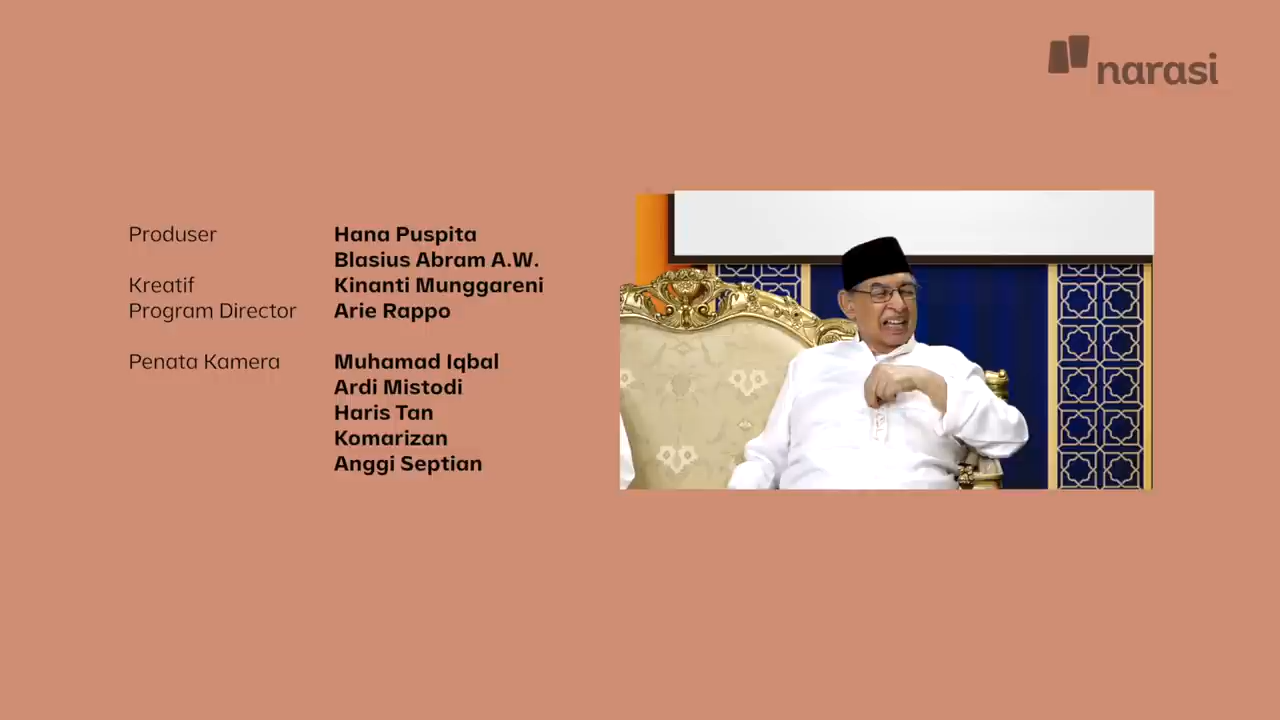 narasi
Produser Hana Puspita
Blasius Abram A.W.
Kreatif Kinanti Munggareni
Program Director Arie Rappo
Penata Kamera Muhamad Iqbal
Ardi Mistodi
Haris Tan
Komarizan
Anggi Septian